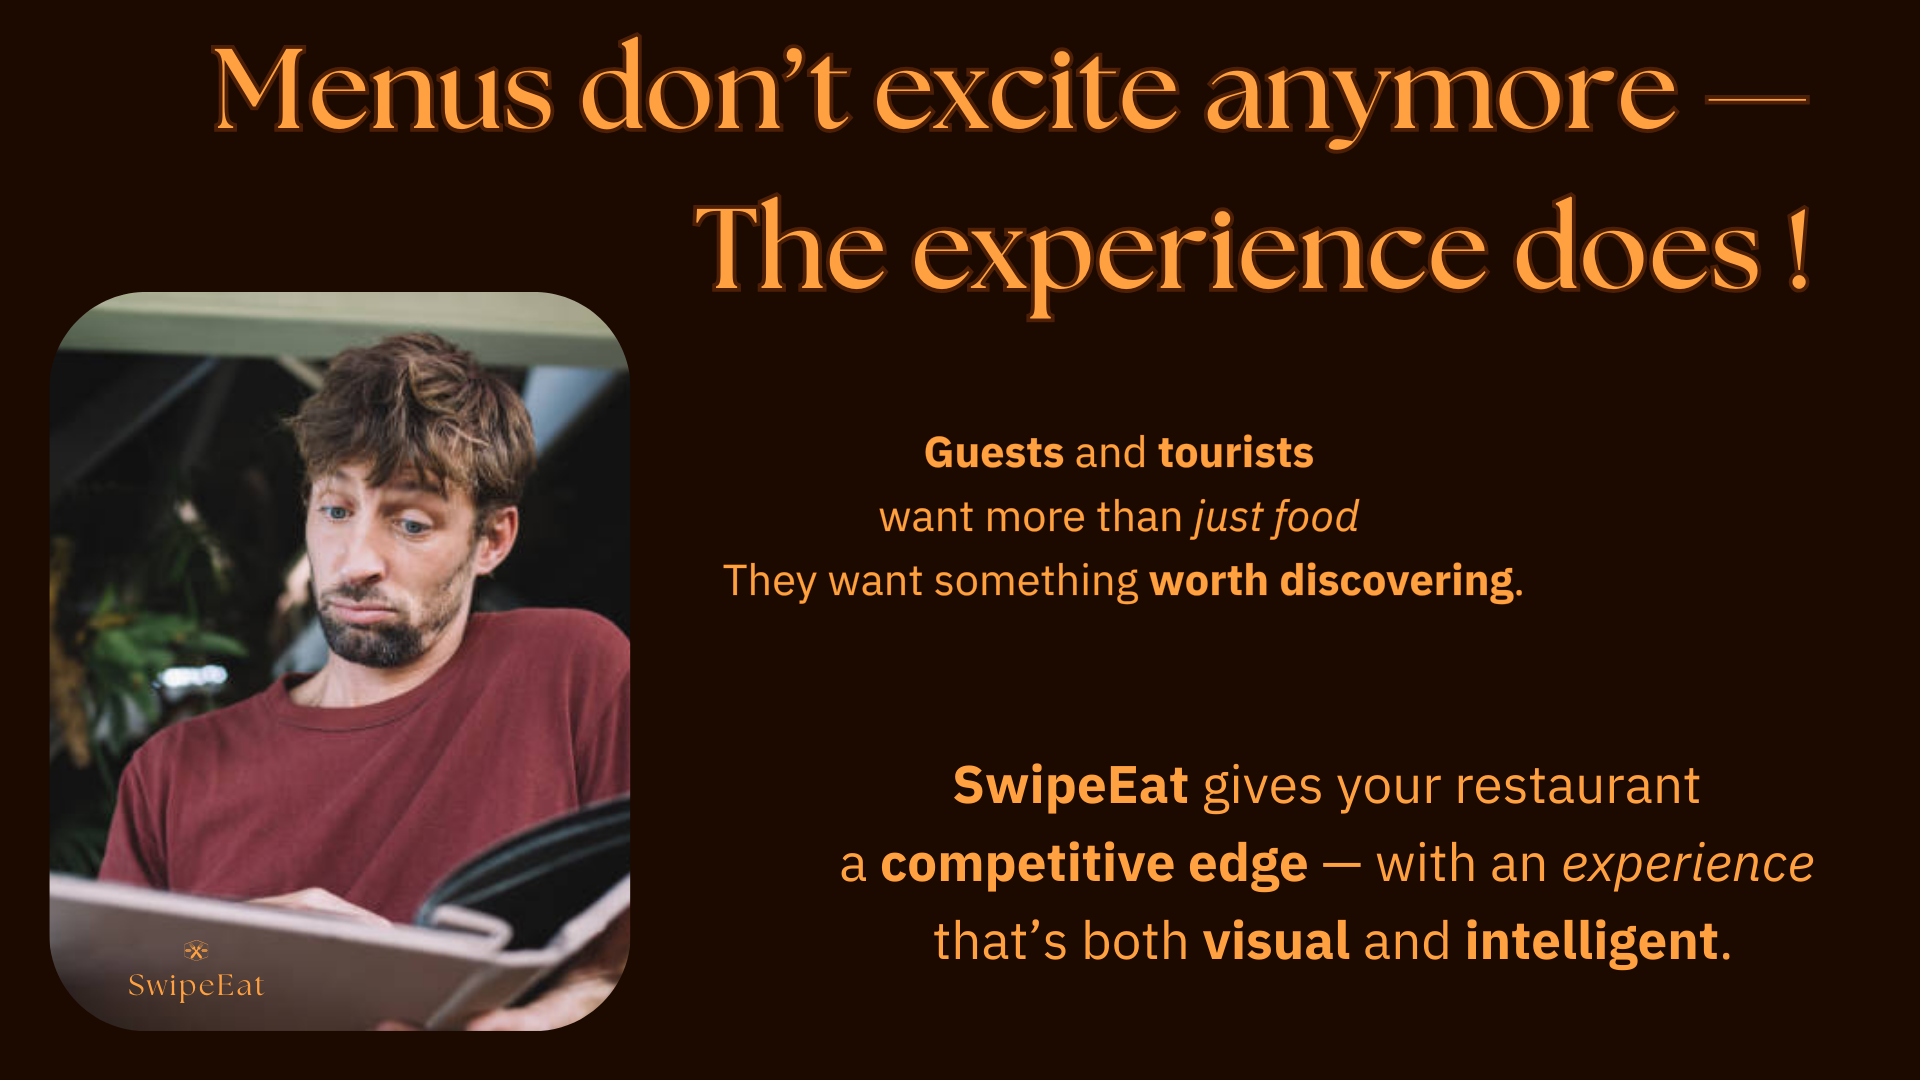 Menus don’t excite anymore —
The experience does !
Guests and tourists
want more than just food
They want something worth discovering.
SwipeEat gives your restaurant
a competitive edge — with an experience
that’s both visual and intelligent.
SwipeEat